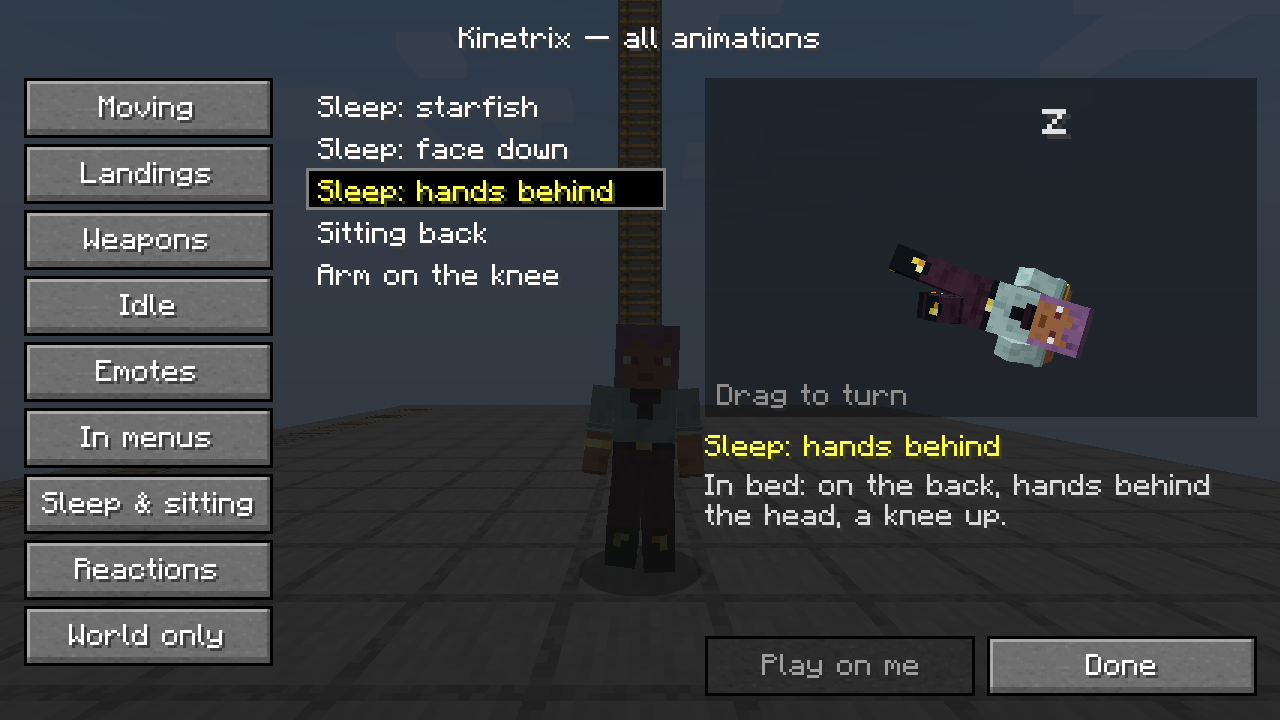 Kinetrix — all animations
Moving
Landings
Weapons
Idle
Emotes
In menus
Sleep & sitting
Reactions
World only
Sleep: starfish
Sleep: face down
Sleep: hands behind
Sitting back
Arm on the knee
Z
Drag to turn
Sleep: hands behind
In bed: on the back, hands behind
the head, a knee up.
Play on me
Done